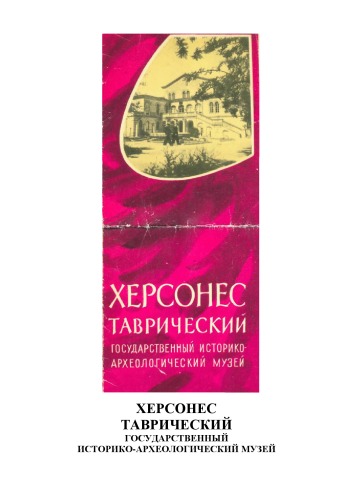 ХЕРСОНЕС
ТАВРИЧЕСКИЙ
ГОСУДАРСТВЕННЫЙ ИСТОРИКО-
АРХЕОЛОГИЧЕСКИЙ МУЗЕЙ
ХЕРСОНЕС
ТАВРИЧЕСКИЙ
ГОСУДАРСТВЕННЫЙ
ИСТОРИКО-АРХЕОЛОГИЧЕСКИЙ МУЗЕЙ